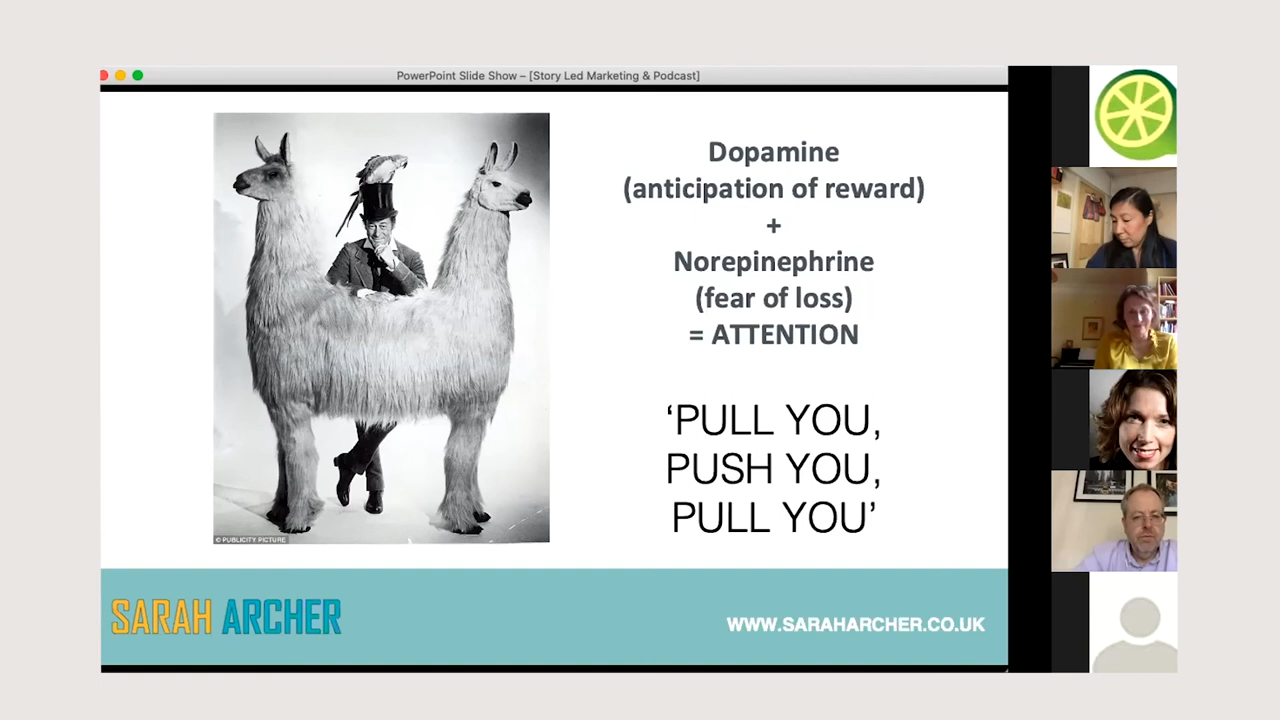 PowerPoint Slide Show – [Story Led Marketing & Podcast]
Dopamine
(anticipation of reward)
+
Norepinephrine
(fear of loss)
= ATTENTION
‘PULL YOU,
PUSH YOU,
PULL YOU’
© PUBLICITY PICTURE
SARAH ARCHER
WWW.SARAHARCHER.CO.UK